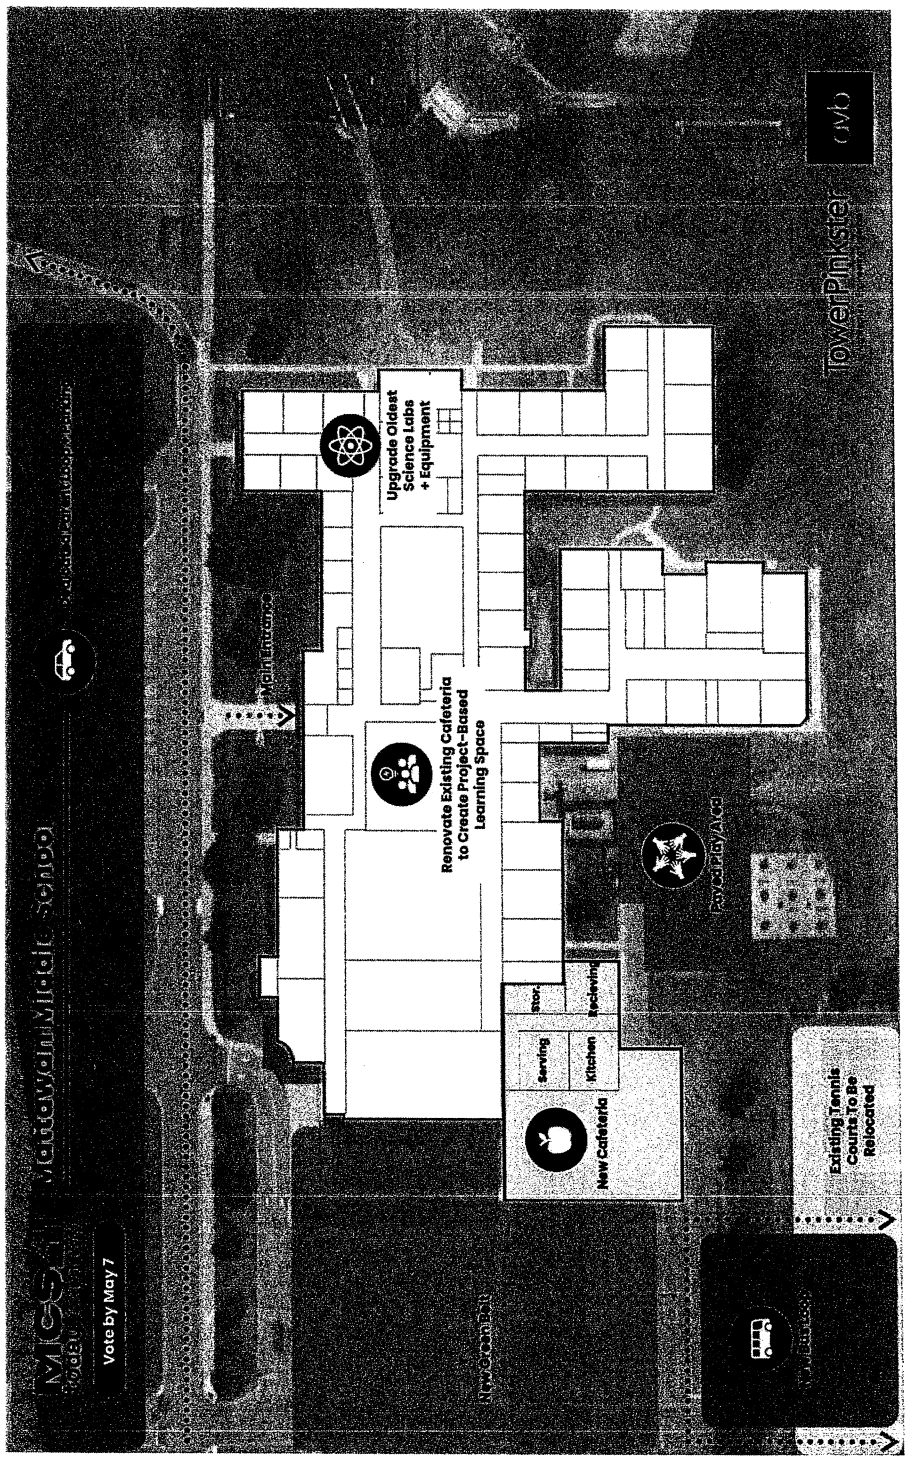 MCS
Mattawan Middle School
Vote by May 7
Main Entrance
Upgrade Oldest
Science Labs
+ Equipment
Renovate Existing Cafeteria
to Create Project-Based
Learning Space
Paved Play Area
Stor.
Recieving
Serving
Kitchen
New Cafeteria
New Green Belt
Existing Tennis
Courts To Be
Relocated
TowerPinkster
avb